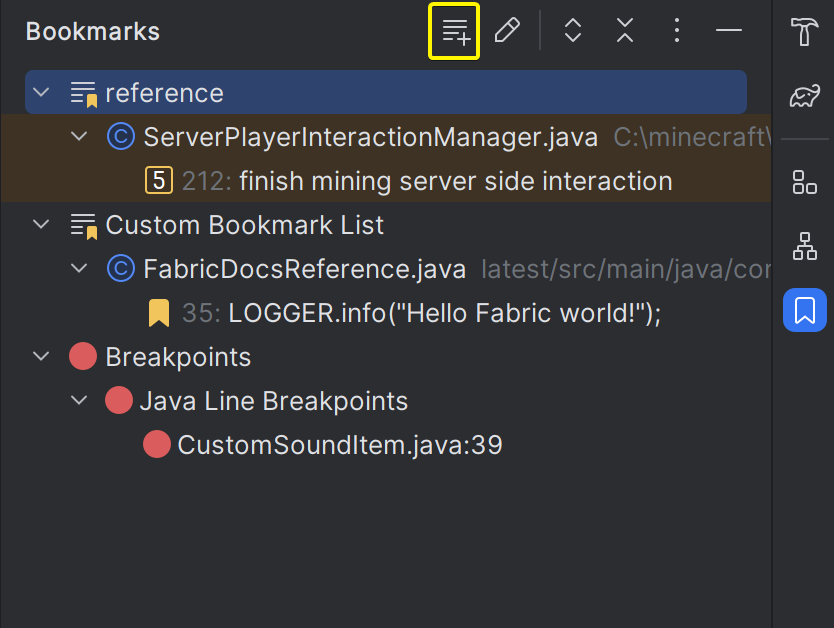 Bookmarks
reference
ServerPlayerInteractionManager.java C:\minecraft\
5 212: finish mining server side interaction
Custom Bookmark List
FabricDocsReference.java latest/src/main/java/com
35: LOGGER.info("Hello Fabric world!");
Breakpoints
Java Line Breakpoints
CustomSoundItem.java:39